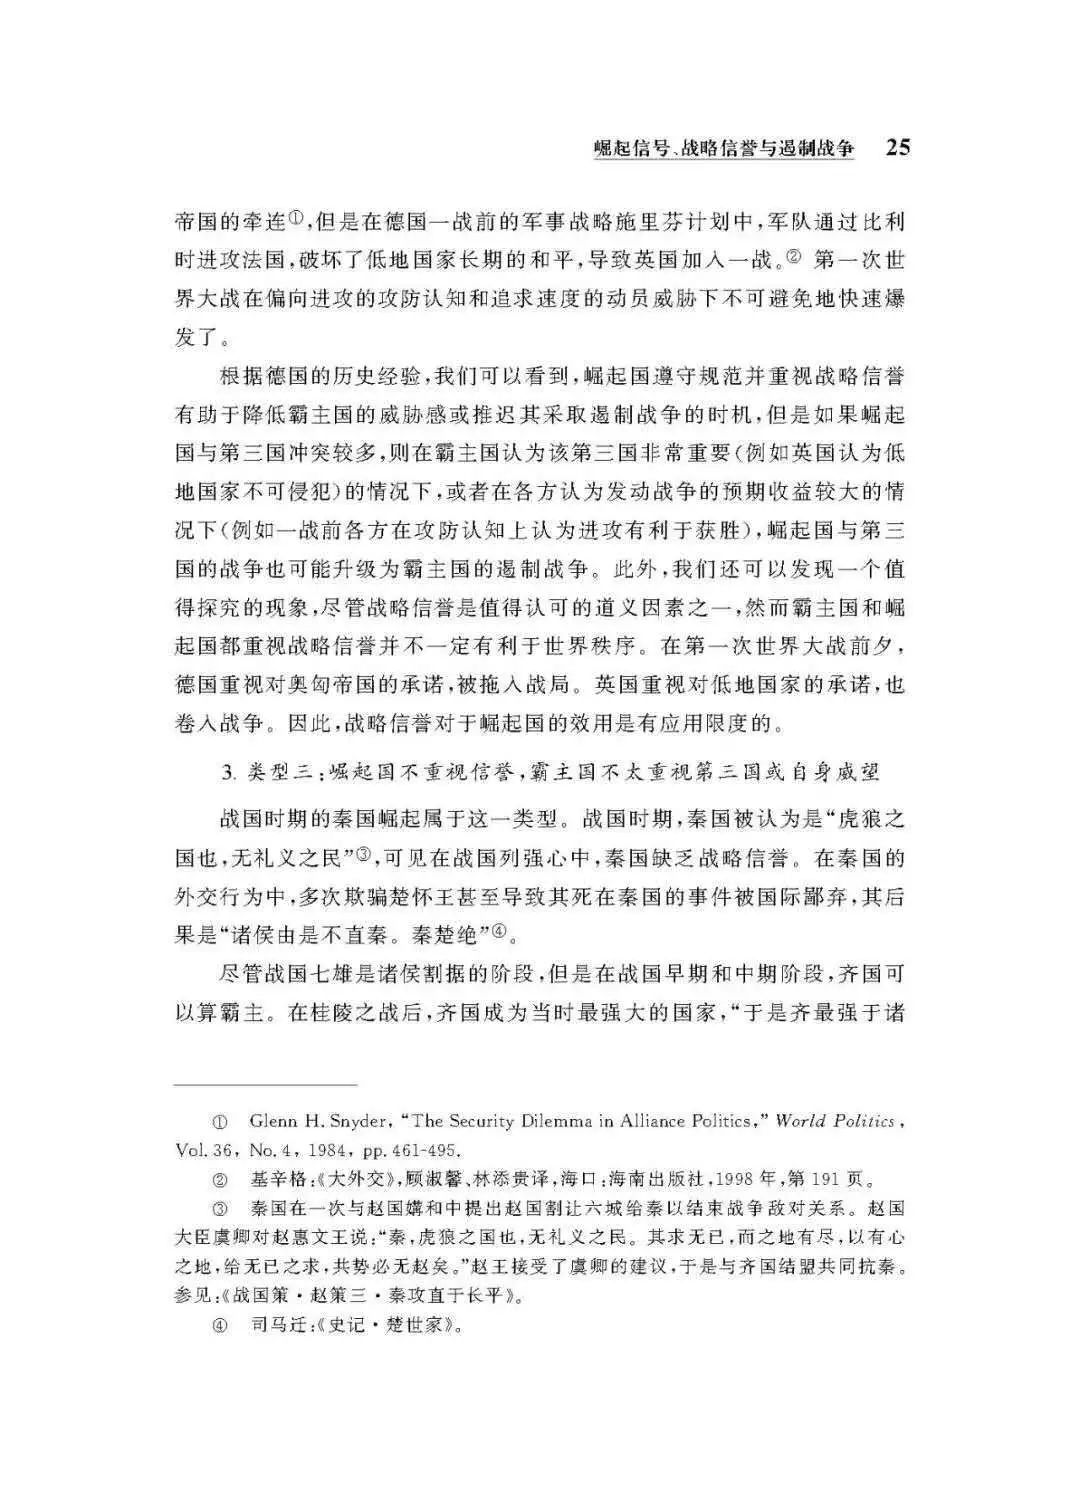 崛起信号、战略信誉与遏制战争 25
帝国的牵连①,但是在德国一战前的军事战略施里芬计划中,军队通过比利
时进攻法国,破坏了低地国家长期的和平,导致英国加入一战。② 第一次世
界大战在偏向进攻的攻防认知和追求速度的动员威胁下不可避免地快速爆
发了。
根据德国的历史经验,我们可以看到,崛起国遵守规范并重视战略信誉
有助于降低霸主国的威胁感或推迟其采取遏制战争的时机,但是如果崛起
国与第三国冲突较多,则在霸主国认为该第三国非常重要(例如英国认为低
地国家不可侵犯)的情况下,或者在各方认为发动战争的预期收益较大的情
况下(例如一战前各方在攻防认知上认为进攻有利于获胜),崛起国与第三
国的战争也可能升级为霸主国的遏制战争。此外,我们还可以发现一个值
得探究的现象,尽管战略信誉是值得认可的道义因素之一,然而霸主国和崛
起国都重视战略信誉并不一定有利于世界秩序。在第一次世界大战前夕,
德国重视对奥匈帝国的承诺,被拖入战局。英国重视对低地国家的承诺,也
卷入战争。因此,战略信誉对于崛起国的效用是有应用限度的。
3. 类型三:崛起国不重视信誉,霸主国不太重视第三国或自身威望
战国时期的秦国崛起属于这一类型。战国时期,秦国被认为是“虎狼之
国也,无礼义之民”③,可见在战国列强心中,秦国缺乏战略信誉。在秦国的
外交行为中,多次欺骗楚怀王甚至导致其死在秦国的事件被国际鄙弃,其后
果是“诸侯由是不直秦。秦楚绝”④。
尽管战国七雄是诸侯割据的阶段,但是在战国早期和中期阶段,齐国可
以算霸主。在桂陵之战后,齐国成为当时最强大的国家,“于是齐最强于诸
① Glenn H. Snyder, “The Security Dilemma in Alliance Politics,” World Politics,
Vol. 36, No. 4, 1984, pp. 461-495.
② 基辛格:《大外交》,顾淑馨、林添贵译,海口:海南出版社,1998 年,第 191 页。
③ 秦国在一次与赵国媾和中提出赵国割让六城给秦以结束战争敌对关系。赵国
大臣虞卿对赵惠文王说:“秦,虎狼之国也,无礼义之民。其求无已,而之地有尽,以有心
之地,给无已之求,共势必无赵矣。”赵王接受了虞卿的建议,于是与齐国结盟共同抗秦。
参见:《战国策·赵策三·秦攻直于长平》。
④ 司马迁:《史记·楚世家》。